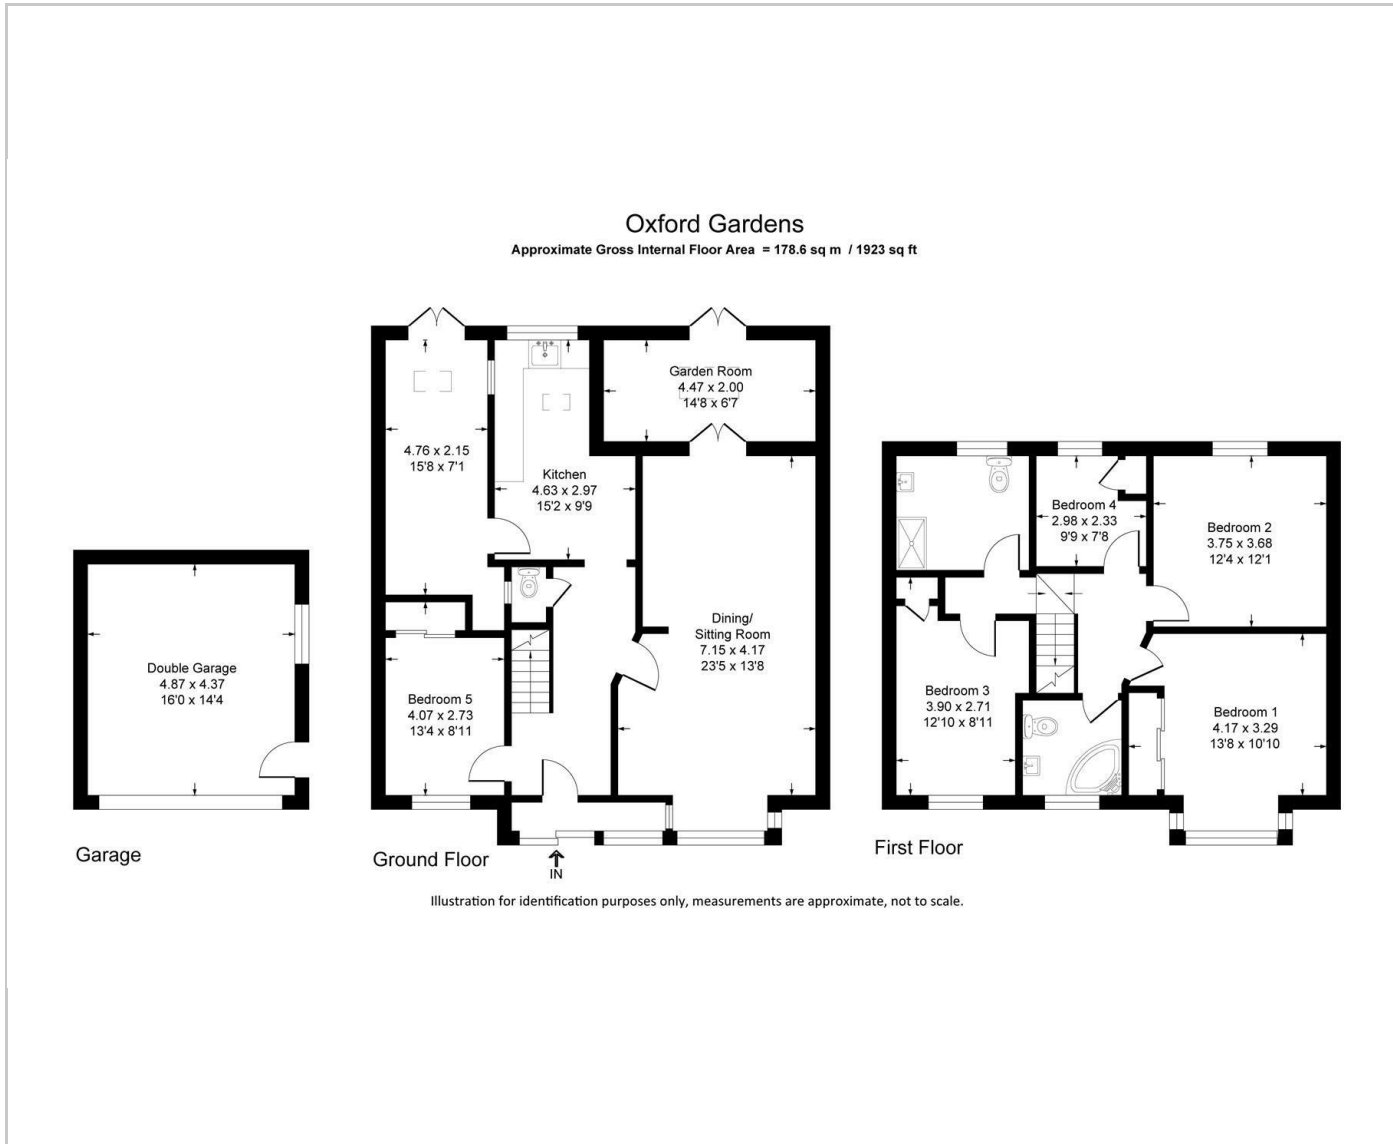 Oxford Gardens
Approximate Gross Internal Floor Area = 178.6 sq m / 1923 sq ft
Garden Room
4.47 x 2.00
14'8 x 6'7
4.76 x 2.15
15'8 x 7'1
Kitchen
4.63 x 2.97
15'2 x 9'9
Dining/
Sitting Room
7.15 x 4.17
23'5 x 13'8
Bedroom 5
4.07 x 2.73
13'4 x 8'11
Double Garage
4.87 x 4.37
16'0 x 14'4
Bedroom 4
2.98 x 2.33
9'9 x 7'8
Bedroom 2
3.75 x 3.68
12'4 x 12'1
Bedroom 3
3.90 x 2.71
12'10 x 8'11
Bedroom 1
4.17 x 3.29
13'8 x 10'10
Garage
Ground Floor
IN
First Floor
Illustration for identification purposes only, measurements are approximate, not to scale.